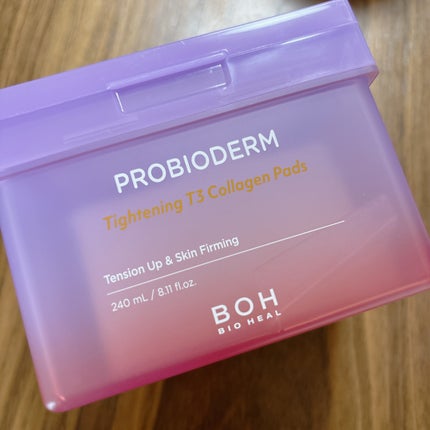 PROBIODERM
Tightening T3 Collagen Pads
Tension Up & Skin Firming
240 mL / 8.11 fl.oz.
BOH
BIO HEAL